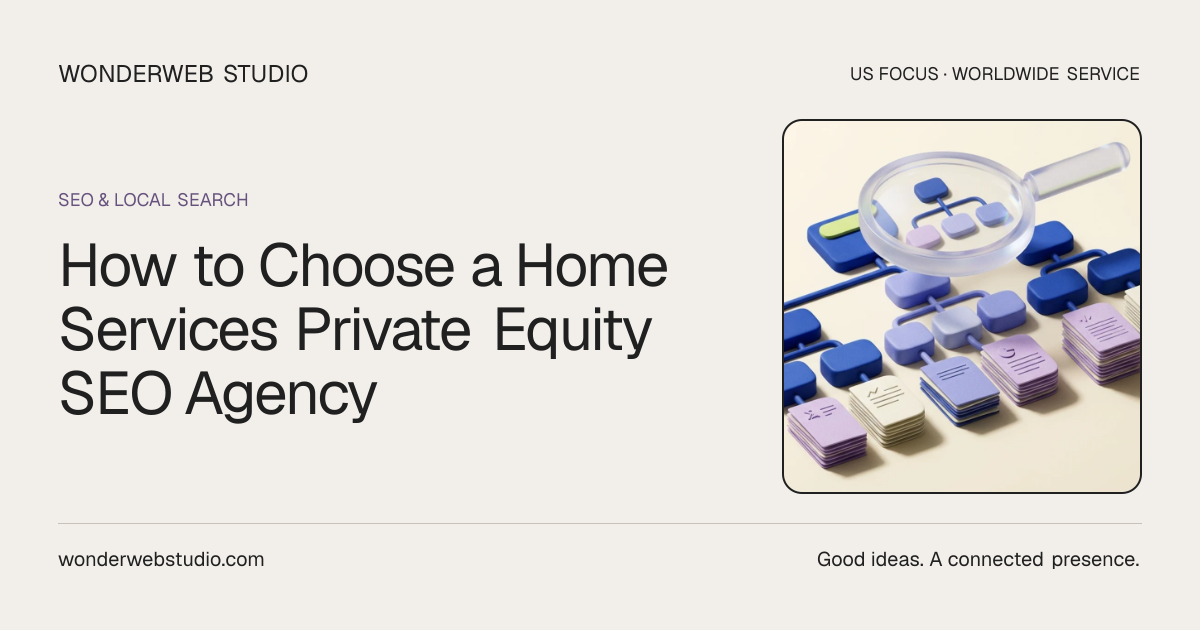 WONDERWEB STUDIO
US FOCUS · WORLDWIDE SERVICE
SEO & LOCAL SEARCH
How to Choose a Home
Services Private Equity
SEO Agency
wonderwebstudio.com
Good ideas. A connected presence.